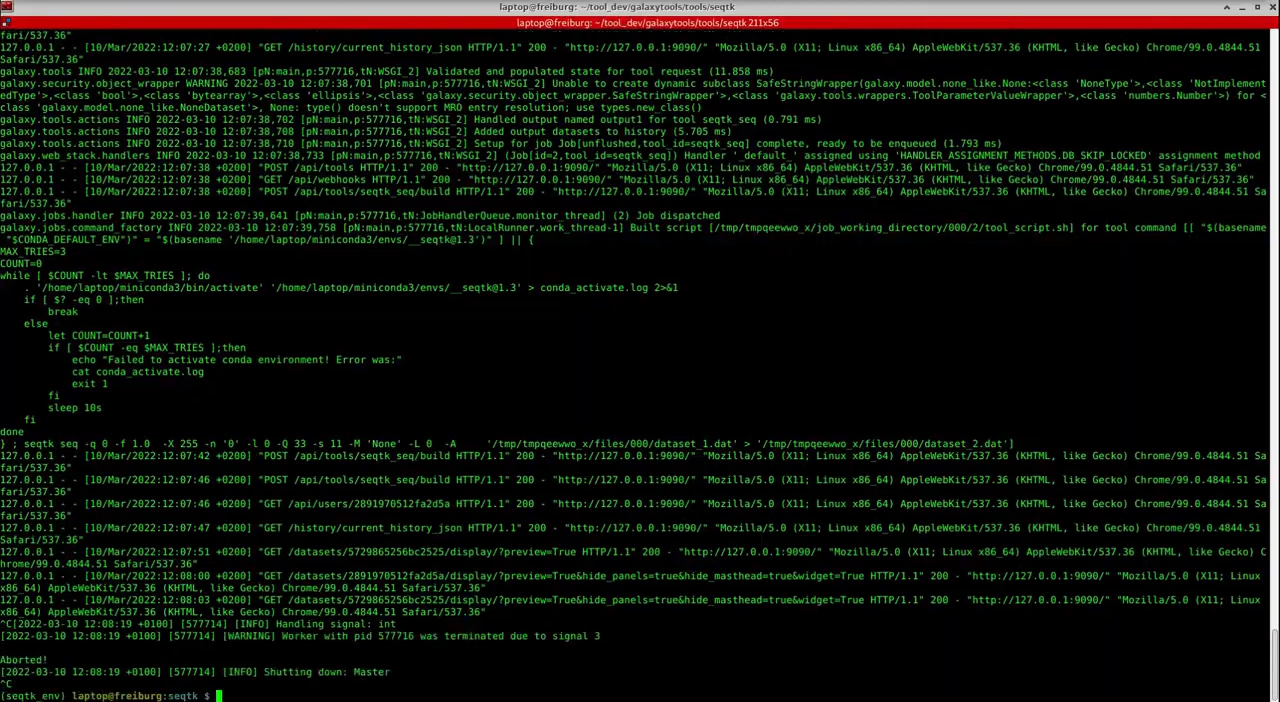 laptop@freiburg: ~/tool_dev/galaxytools/tools/seqtk
laptop@freiburg: ~/tool_dev/galaxytools/tools/seqtk 211x56
fari/537.36"
127.0.0.1 - - [10/Mar/2022:12:07:27 +0200] "GET /history/current_history_json HTTP/1.1" 200 - "http://127.0.0.1:9090/" "Mozilla/5.0 (X11; Linux x86_64) AppleWebKit/537.36 (KHTML, like Gecko) Chrome/99.0.4844.51
Safari/537.36"
galaxy.tools INFO 2022-03-10 12:07:38,683 [pN:main,p:577716,tN:WSGI_2] Validated and populated state for tool request (11.858 ms)
galaxy.security.object_wrapper WARNING 2022-03-10 12:07:38,701 [pN:main,p:577716,tN:WSGI_2] Unable to create dynamic subclass SafeStringWrapper(galaxy.model.none_like.None:<class 'NoneType'>,<class 'NotImplement
edType'>,<class 'bool'>,<class 'bytearray'>,<class 'ellipsis'>,<class 'galaxy.security.object_wrapper.SafeStringWrapper'>,<class 'galaxy.tools.wrappers.ToolParameterValueWrapper'>,<class 'numbers.Number'>) for <
class 'galaxy.model.none_like.NoneDataset'>, None: type() doesn't support MRO entry resolution; use types.new_class()
galaxy.tools.actions INFO 2022-03-10 12:07:38,702 [pN:main,p:577716,tN:WSGI_2] Handled output named output1 for tool seqtk_seq (0.791 ms)
galaxy.tools.actions INFO 2022-03-10 12:07:38,708 [pN:main,p:577716,tN:WSGI_2] Added output datasets to history (5.705 ms)
galaxy.tools.actions INFO 2022-03-10 12:07:38,710 [pN:main,p:577716,tN:WSGI_2] Setup for job Job[unflushed,tool_id=seqtk_seq] complete, ready to be enqueued (1.793 ms)
galaxy.web_stack.handlers INFO 2022-03-10 12:07:38,733 [pN:main,p:577716,tN:WSGI_2] (Job[id=2,tool_id=seqtk_seq]) Handler '_default_' assigned using 'HANDLER_ASSIGNMENT_METHODS.DB_SKIP_LOCKED' assignment method
127.0.0.1 - - [10/Mar/2022:12:07:38 +0200] "POST /api/tools HTTP/1.1" 200 - "http://127.0.0.1:9090/" "Mozilla/5.0 (X11; Linux x86_64) AppleWebKit/537.36 (KHTML, like Gecko) Chrome/99.0.4844.51 Safari/537.36"
127.0.0.1 - - [10/Mar/2022:12:07:38 +0200] "GET /api/webhooks HTTP/1.1" 200 - "http://127.0.0.1:9090/" "Mozilla/5.0 (X11; Linux x86_64) AppleWebKit/537.36 (KHTML, like Gecko) Chrome/99.0.4844.51 Safari/537.36"
127.0.0.1 - - [10/Mar/2022:12:07:38 +0200] "POST /api/tools/seqtk_seq/build HTTP/1.1" 200 - "http://127.0.0.1:9090/" "Mozilla/5.0 (X11; Linux x86_64) AppleWebKit/537.36 (KHTML, like Gecko) Chrome/99.0.4844.51 Sa
fari/537.36"
galaxy.jobs.handler INFO 2022-03-10 12:07:39,641 [pN:main,p:577716,tN:JobHandlerQueue.monitor_thread] (2) Job dispatched
galaxy.jobs.command_factory INFO 2022-03-10 12:07:39,758 [pN:main,p:577716,tN:LocalRunner.work_thread-1] Built script [/tmp/tmpqeewwo_x/job_working_directory/000/2/tool_script.sh] for tool command [[ "$(basename
"$CONDA_DEFAULT_ENV")" = "$(basename '/home/laptop/miniconda3/envs/__seqtk@1.3')" ] || {
MAX_TRIES=3
COUNT=0
while [ $COUNT -lt $MAX_TRIES ]; do
. '/home/laptop/miniconda3/bin/activate' '/home/laptop/miniconda3/envs/__seqtk@1.3' > conda_activate.log 2>&1
if [ $? -eq 0 ];then
break
else
let COUNT=COUNT+1
if [ $COUNT -eq $MAX_TRIES ];then
echo "Failed to activate conda environment! Error was:"
cat conda_activate.log
exit 1
fi
sleep 10s
fi
done
} ; seqtk seq -q 0 -f 1.0  -X 255 -n '0' -l 0 -Q 33 -s 11 -M 'None' -L 0  -A     '/tmp/tmpqeewwo_x/files/000/dataset_1.dat' > '/tmp/tmpqeewwo_x/files/000/dataset_2.dat']
127.0.0.1 - - [10/Mar/2022:12:07:42 +0200] "POST /api/tools/seqtk_seq/build HTTP/1.1" 200 - "http://127.0.0.1:9090/" "Mozilla/5.0 (X11; Linux x86_64) AppleWebKit/537.36 (KHTML, like Gecko) Chrome/99.0.4844.51 Sa
fari/537.36"
127.0.0.1 - - [10/Mar/2022:12:07:46 +0200] "POST /api/tools/seqtk_seq/build HTTP/1.1" 200 - "http://127.0.0.1:9090/" "Mozilla/5.0 (X11; Linux x86_64) AppleWebKit/537.36 (KHTML, like Gecko) Chrome/99.0.4844.51 Sa
fari/537.36"
127.0.0.1 - - [10/Mar/2022:12:07:46 +0200] "GET /api/users/2891970512fa2d5a HTTP/1.1" 200 - "http://127.0.0.1:9090/" "Mozilla/5.0 (X11; Linux x86_64) AppleWebKit/537.36 (KHTML, like Gecko) Chrome/99.0.4844.51 Sa
fari/537.36"
127.0.0.1 - - [10/Mar/2022:12:07:47 +0200] "GET /history/current_history_json HTTP/1.1" 200 - "http://127.0.0.1:9090/" "Mozilla/5.0 (X11; Linux x86_64) AppleWebKit/537.36 (KHTML, like Gecko) Chrome/99.0.4844.51
Safari/537.36"
127.0.0.1 - - [10/Mar/2022:12:07:51 +0200] "GET /datasets/5729865256bc2525/display/?preview=True HTTP/1.1" 200 - "http://127.0.0.1:9090/" "Mozilla/5.0 (X11; Linux x86_64) AppleWebKit/537.36 (KHTML, like Gecko) C
hrome/99.0.4844.51 Safari/537.36"
127.0.0.1 - - [10/Mar/2022:12:08:00 +0200] "GET /datasets/2891970512fa2d5a/display/?preview=True&hide_panels=true&hide_masthead=true&widget=True HTTP/1.1" 200 - "http://127.0.0.1:9090/" "Mozilla/5.0 (X11; Linux
x86_64) AppleWebKit/537.36 (KHTML, like Gecko) Chrome/99.0.4844.51 Safari/537.36"
127.0.0.1 - - [10/Mar/2022:12:08:03 +0200] "GET /datasets/5729865256bc2525/display/?preview=True&hide_panels=true&hide_masthead=true&widget=True HTTP/1.1" 200 - "http://127.0.0.1:9090/" "Mozilla/5.0 (X11; Linux
x86_64) AppleWebKit/537.36 (KHTML, like Gecko) Chrome/99.0.4844.51 Safari/537.36"
^C[2022-03-10 12:08:19 +0100] [577714] [INFO] Handling signal: int
[2022-03-10 12:08:19 +0100] [577714] [WARNING] Worker with pid 577716 was terminated due to signal 3
Aborted!
[2022-03-10 12:08:19 +0100] [577714] [INFO] Shutting down: Master
^C
(seqtk_env) laptop@freiburg:seqtk $